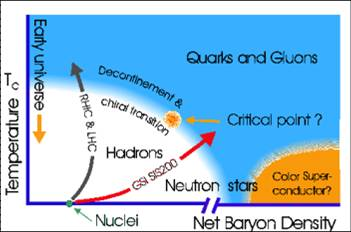 Early universe
Quarks and Gluons
Deconfinement &
chiral transition
Critical point ?
RHIC & LHC
Hadrons
GSI SIS200
Neutron stars
Color Super-
conductor?
Nuclei
Net Baryon Density
Temperature